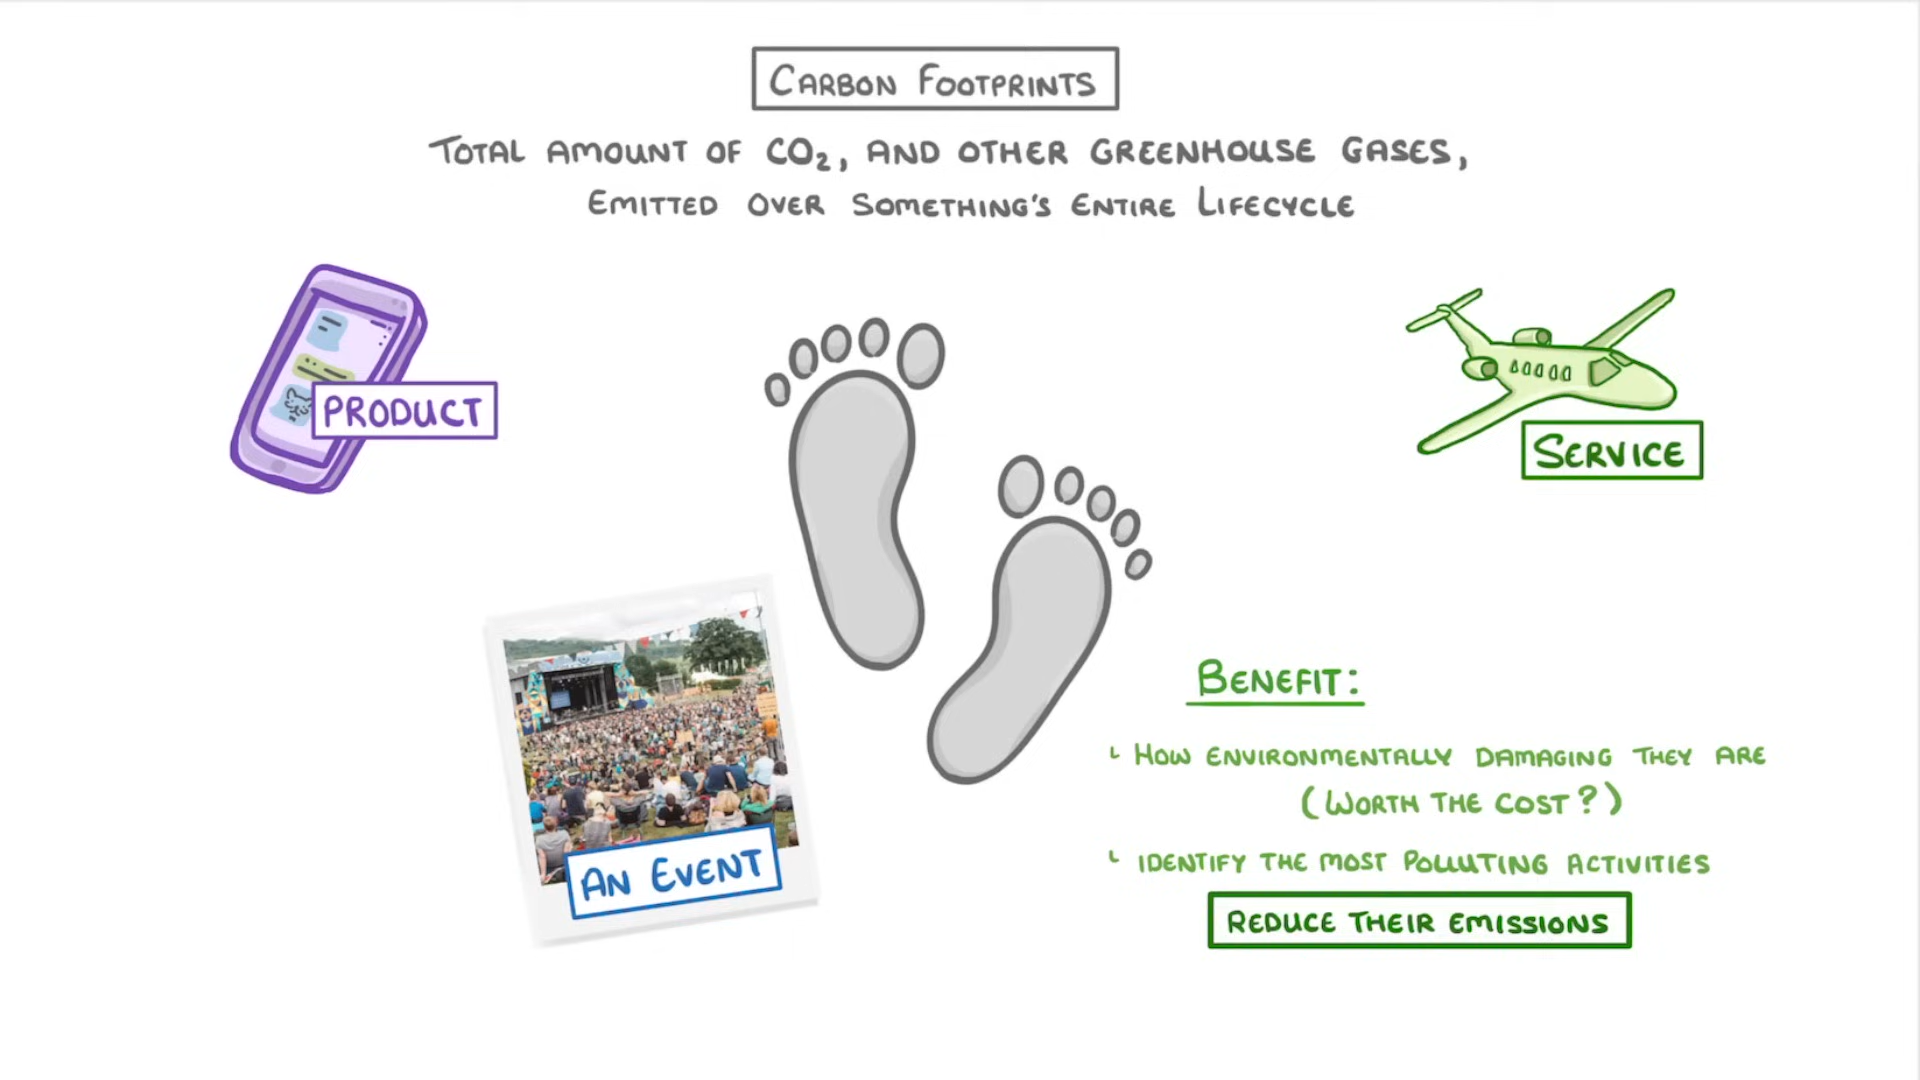 CARBON FOOTPRINTS
TOTAL AMOUNT OF CO₂, AND OTHER GREENHOUSE GASES,
EMITTED OVER SOMETHING'S ENTIRE LIFECYCLE
PRODUCT
SERVICE
AN EVENT
BENEFIT:
HOW ENVIRONMENTALLY DAMAGING THEY ARE
(WORTH THE COST?)
IDENTIFY THE MOST POLLUTING ACTIVITIES
REDUCE THEIR EMISSIONS